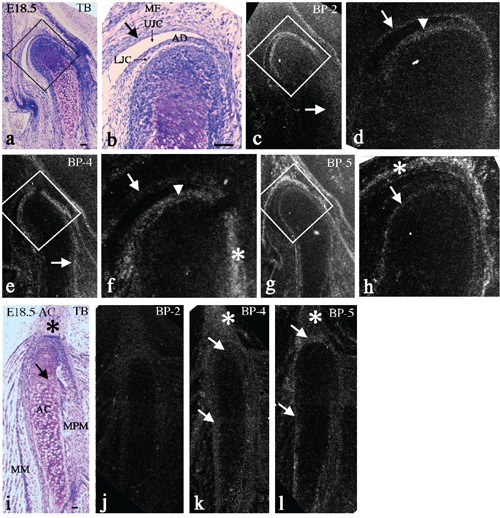 E18.5 TB
a
MF
UJC
AD
LJC
b
BP-2
c
d
BP-4
e
f
*
BP-5
g
*
h
E18.5-AC TB
*
AC
MPM
MM
i
BP-2
j
BP-4
*
k
BP-5
*
l